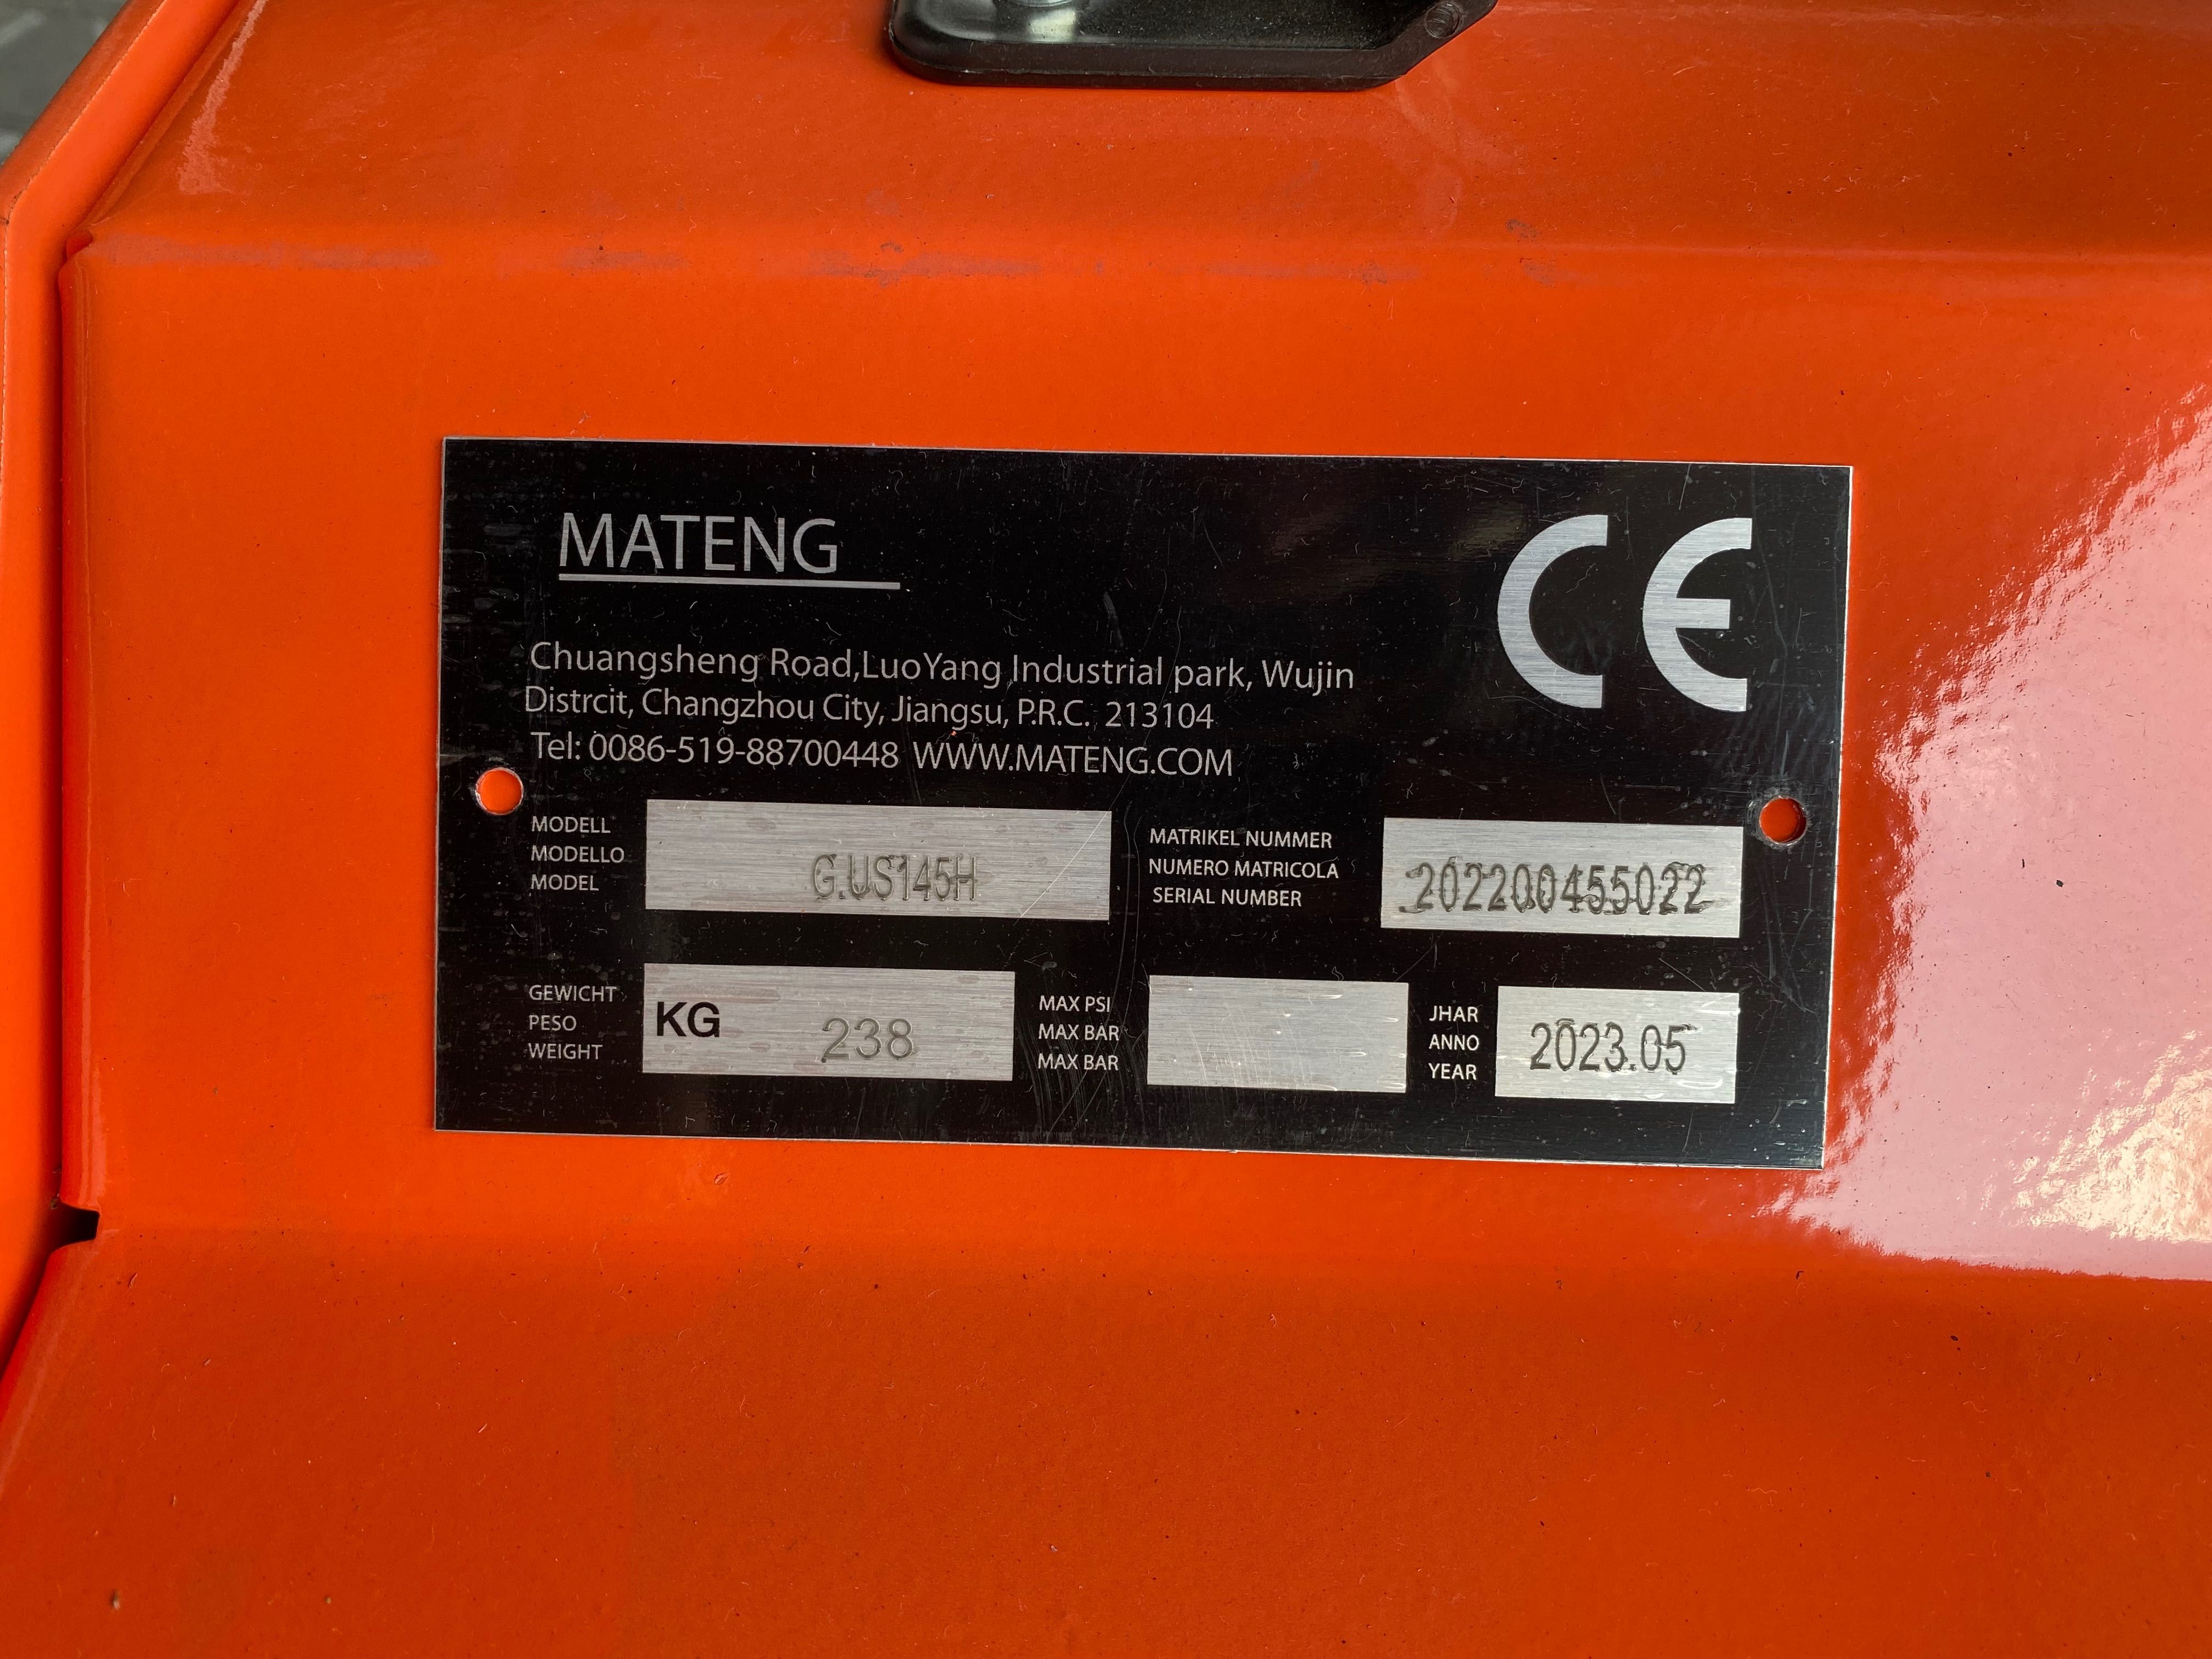 MATENG
CE
Chuangsheng Road,LuoYang Industrial park, Wujin
Distrcit, Changzhou City, Jiangsu, P.R.C. 213104
Tel: 0086-519-88700448 WWW.MATENG.COM
MODELL
MODELLO
MODEL
G.US145H
MATRIKEL NUMMER
NUMERO MATRICOLA
SERIAL NUMBER
202200455022
GEWICHT
PESO
WEIGHT
KG 238
MAX PSI
MAX BAR
MAX BAR
JHAR
ANNO
YEAR
2023.05